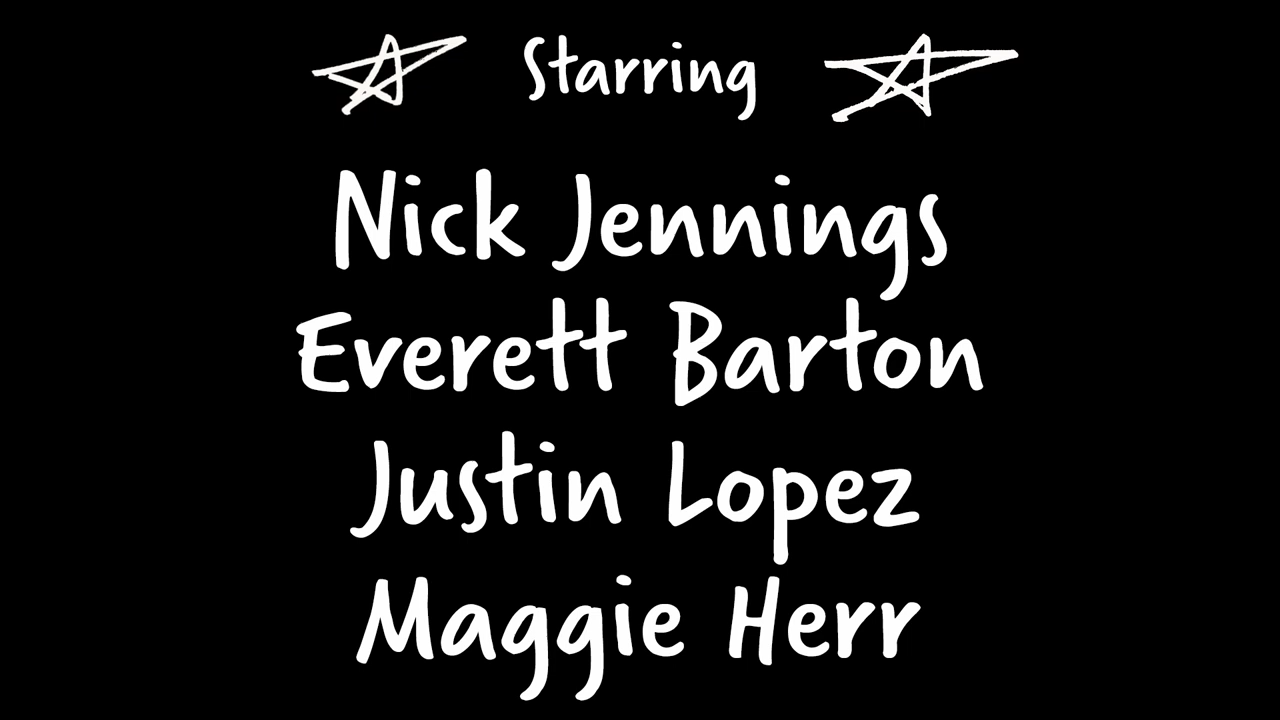 Starring
Nick Jennings
Everett Barton
Justin Lopez
Maggie Herr